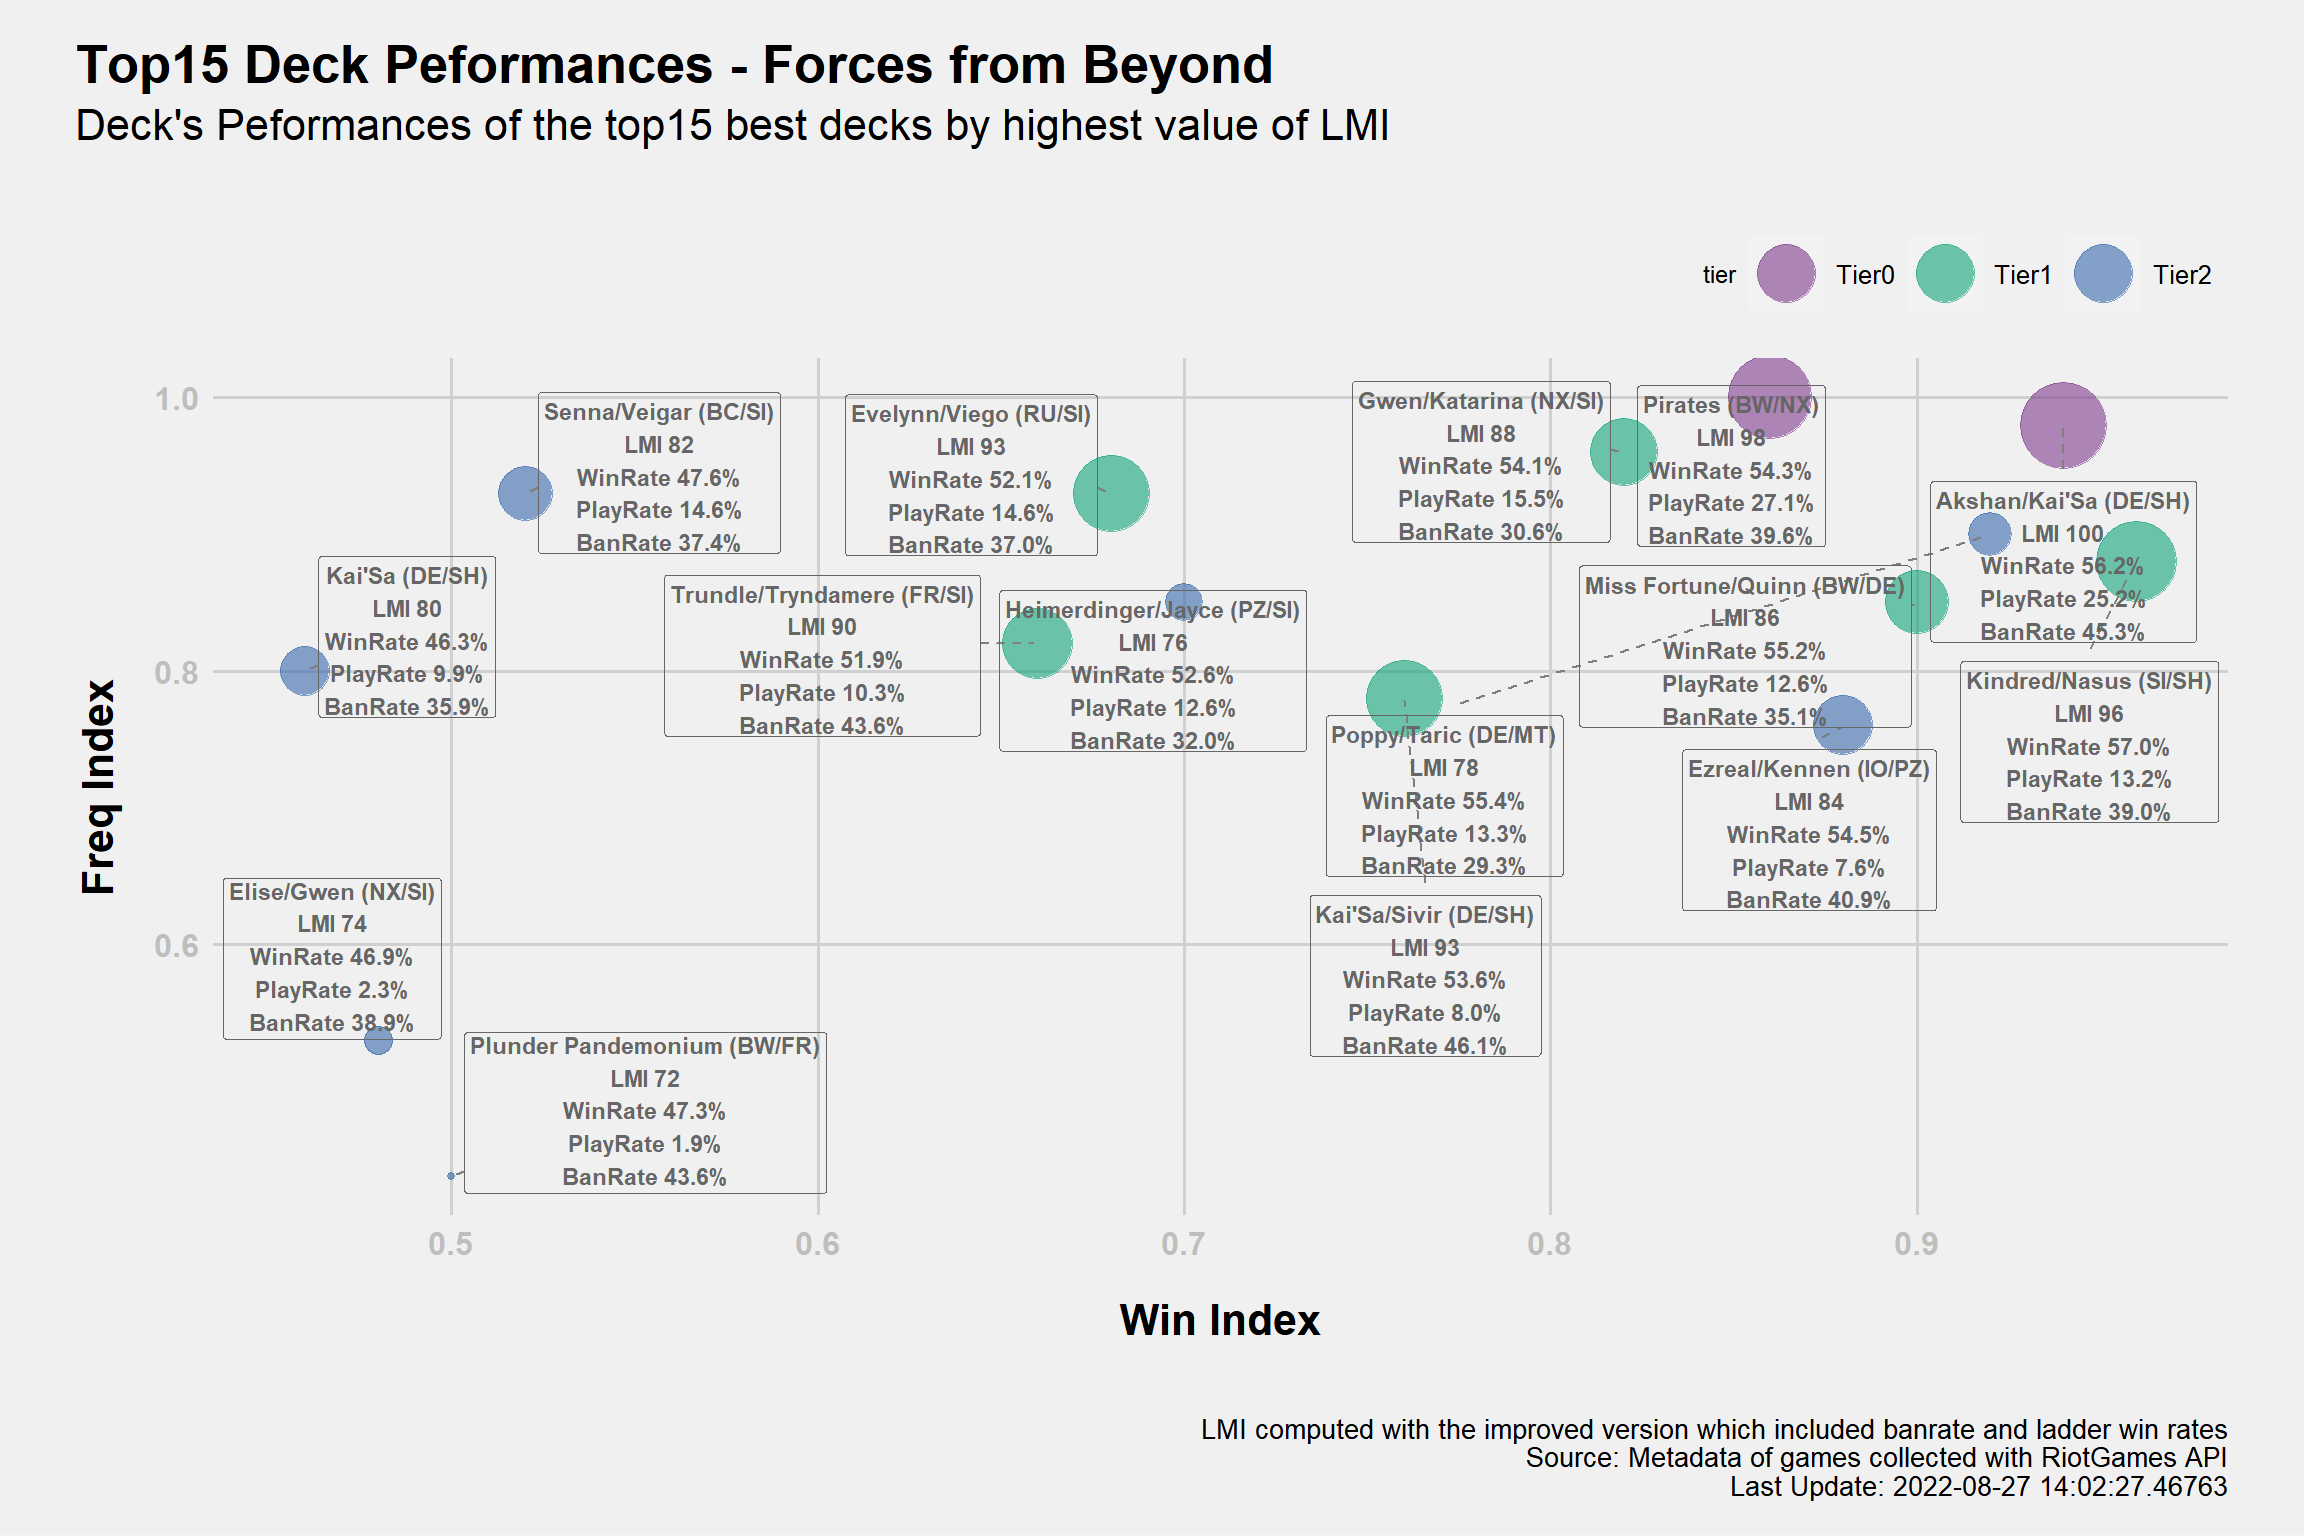 Top15 Deck Peformances - Forces from Beyond
Deck's Peformances of the top15 best decks by highest value of LMI
tier
Tier0
Tier1
Tier2
Freq Index
1.0
0.8
0.6
Senna/Veigar (BC/SI)
LMI 82
WinRate 47.6%
PlayRate 14.6%
BanRate 37.4%
Evelynn/Viego (RU/SI)
LMI 93
WinRate 52.1%
PlayRate 14.6%
BanRate 37.0%
Gwen/Katarina (NX/SI)
LMI 88
WinRate 54.1%
PlayRate 15.5%
BanRate 30.6%
Pirates (BW/NX)
LMI 98
WinRate 54.3%
PlayRate 27.1%
BanRate 39.6%
Akshan/Kai'Sa (DE/SH)
LMI 100
WinRate 56.2%
PlayRate 25.2%
BanRate 45.3%
Kai'Sa (DE/SH)
LMI 80
WinRate 46.3%
PlayRate 9.9%
BanRate 35.9%
Trundle/Tryndamere (FR/SI)
LMI 90
WinRate 51.9%
PlayRate 10.3%
BanRate 43.6%
Heimerdinger/Jayce (PZ/SI)
LMI 76
WinRate 52.6%
PlayRate 12.6%
BanRate 32.0%
Miss Fortune/Quinn (BW/DE)
LMI 86
WinRate 55.2%
PlayRate 12.6%
BanRate 35.1%
Kindred/Nasus (SI/SH)
LMI 96
WinRate 57.0%
PlayRate 13.2%
BanRate 39.0%
Poppy/Taric (DE/MT)
LMI 78
WinRate 55.4%
PlayRate 13.3%
BanRate 29.3%
Ezreal/Kennen (IO/PZ)
LMI 84
WinRate 54.5%
PlayRate 7.6%
BanRate 40.9%
Elise/Gwen (NX/SI)
LMI 74
WinRate 46.9%
PlayRate 2.3%
BanRate 38.9%
Kai'Sa/Sivir (DE/SH)
LMI 93
WinRate 53.6%
PlayRate 8.0%
BanRate 46.1%
Plunder Pandemonium (BW/FR)
LMI 72
WinRate 47.3%
PlayRate 1.9%
BanRate 43.6%
0.5
0.6
0.7
0.8
0.9
Win Index
LMI computed with the improved version which included banrate and ladder win rates
Source: Metadata of games collected with RiotGames API
Last Update: 2022-08-27 14:02:27.46763